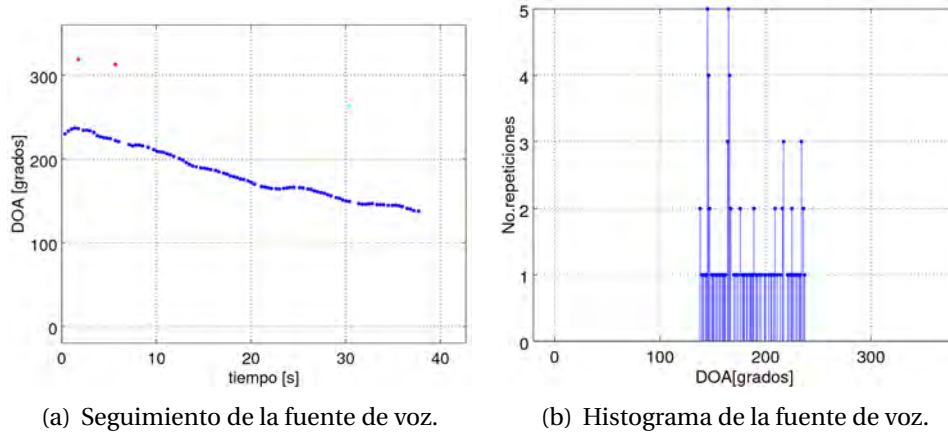 DOA [grados]
300
200
100
0
0 10 20 30 40
tiempo [s]
(a) Seguimiento de la fuente de voz.
No.repeticiones
5
4
3
2
1
0
0 100 200 300
DOA[grados]
(b) Histograma de la fuente de voz.